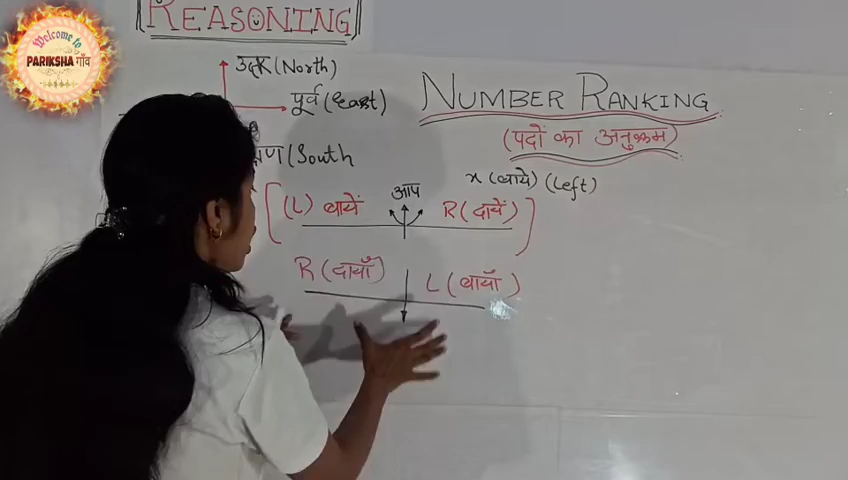 REASONING
Welcome to
PARIKSHA गाँव
उत्तर (North)
पूर्व (East)
(South
NUMBER RANKING
(पदों का अनुक्रम)
x (बाये) (Left)
आप
(L) बायें
R (दायें)
R (दायाँ)
L (बायाँ)